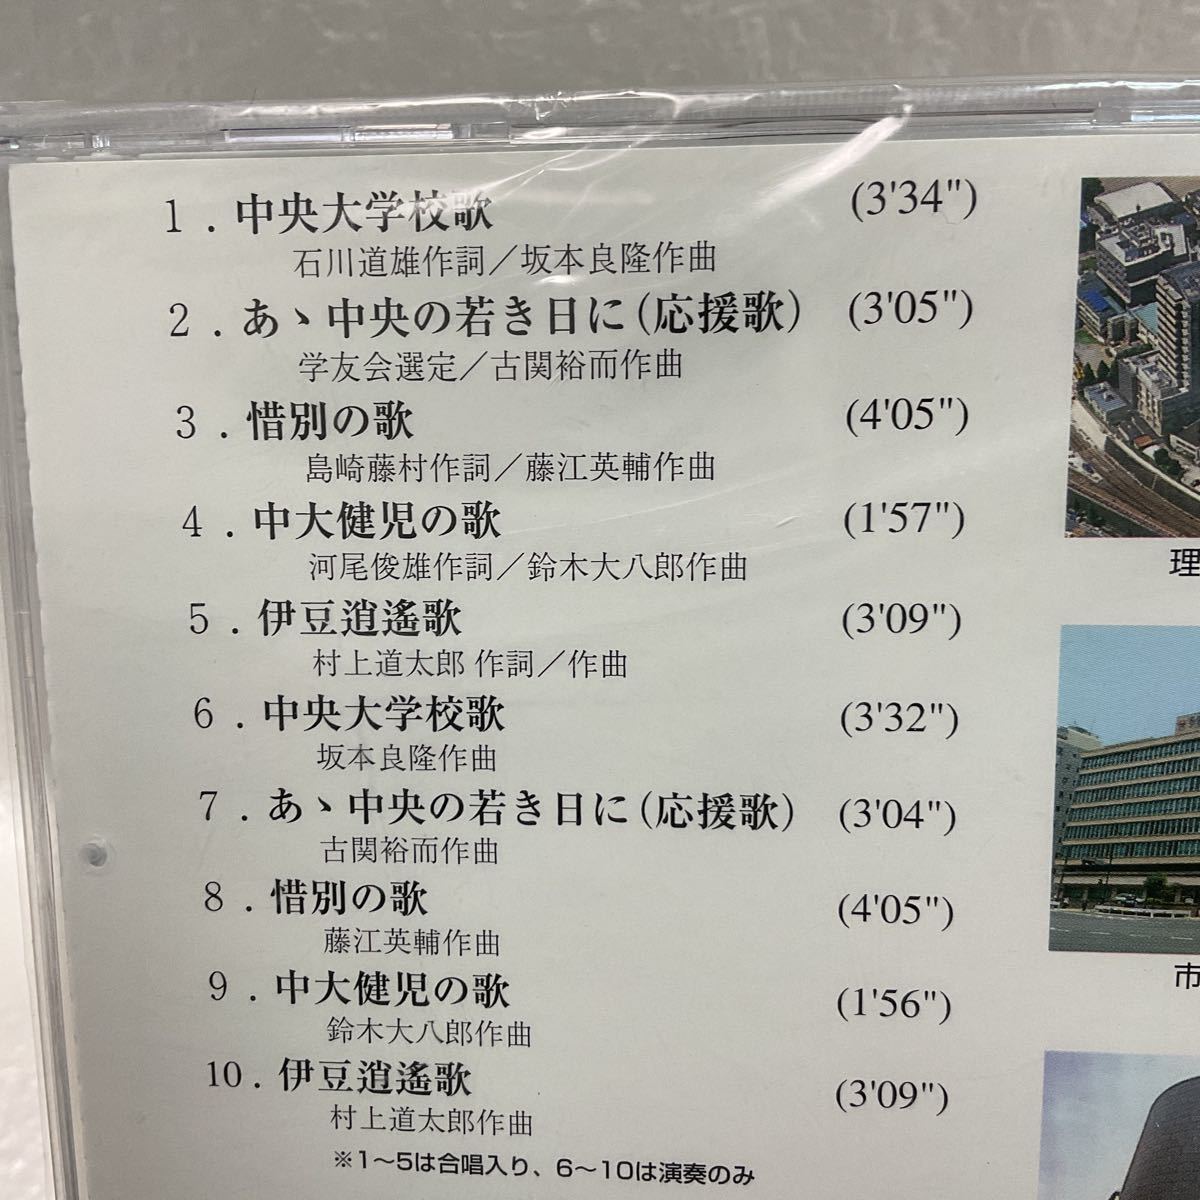 1.中央大学校歌 (3'34")
石川道雄作詞／坂本良隆作曲
2.あゝ中央の若き日に(応援歌) (3'05")
学友会選定／古関裕而作曲
3.惜別の歌 (4'05")
島崎藤村作詞／藤江英輔作曲
4.中大健児の歌 (1'57")
河尾俊雄作詞／鈴木大八郎作曲
5.伊豆逍遙歌 (3'09")
村上道太郎 作詞／作曲
6.中央大学校歌 (3'32")
坂本良隆作曲
7.あゝ中央の若き日に(応援歌) (3'04")
古関裕而作曲
8.惜別の歌 (4'05")
藤江英輔作曲
9.中大健児の歌 (1'56")
鈴木大八郎作曲
10.伊豆逍遙歌 (3'09")
村上道太郎作曲
※1〜5は合唱入り、6〜10は演奏のみ
理
市